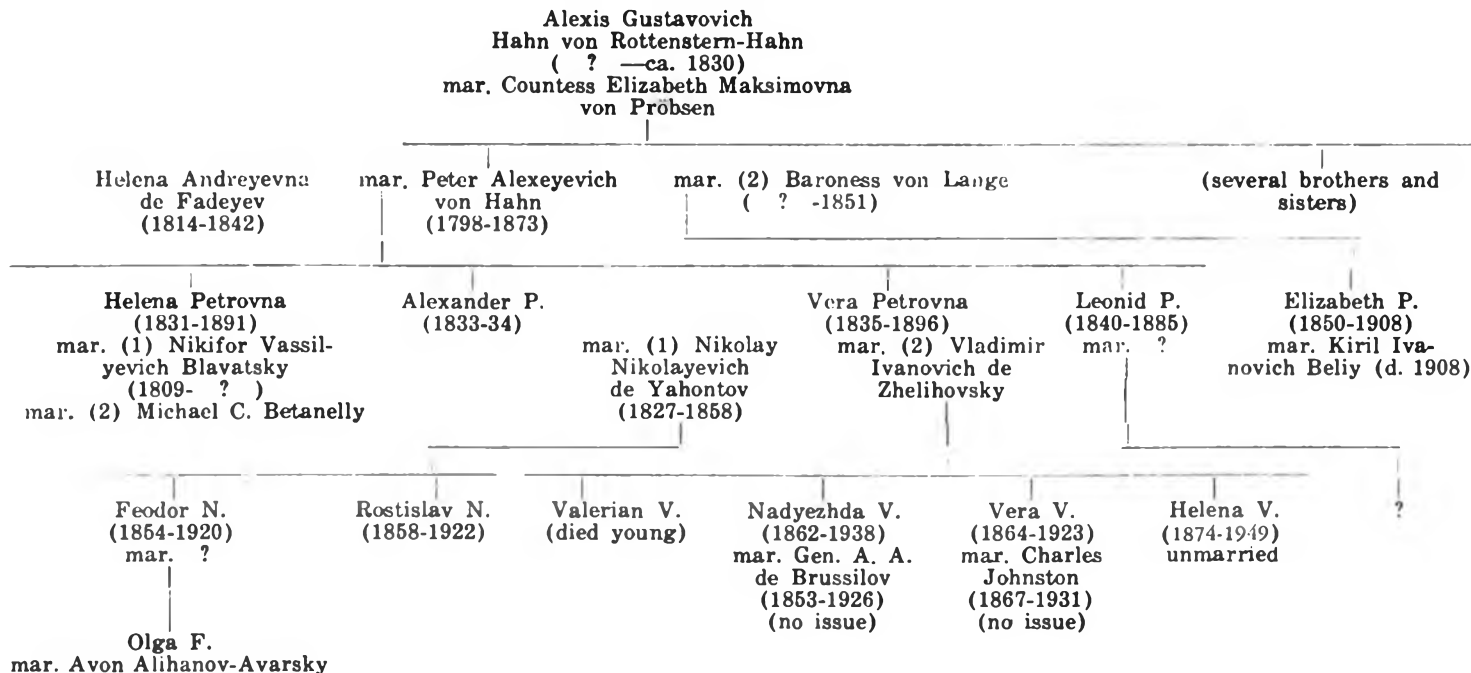 Alexis Gustavovich
Hahn von Rottenstern-Hahn
( ? —ca. 1830)
mar. Countess Elizabeth Maksimovna
von Pröbsen
Helena Andreyevna
de Fadeyev
(1814-1842)
mar. Peter Alexeyevich
von Hahn
(1798-1873)
mar. (2) Baroness von Lange
( ? -1851)
(several brothers and
sisters)
Helena Petrovna
(1831-1891)
mar. (1) Nikifor Vassil-
yevich Blavatsky
(1809- ? )
mar. (2) Michael C. Betanelly
Alexander P.
(1833-34)
mar. (1) Nikolay
Nikolayevich
de Yahontov
(1827-1858)
Vera Petrovna
(1835-1896)
mar. (2) Vladimir
Ivanovich de
Zhelihovsky
Leonid P.
(1840-1885)
mar. ?
Elizabeth P.
(1850-1908)
mar. Kiril Iva-
novich Beliy (d. 1908)
Feodor N.
(1854-1920)
mar. ?
Rostislav N.
(1858-1922)
Valerian V.
(died young)
Nadyezhda V.
(1862-1938)
mar. Gen. A. A.
de Brussilov
(1853-1926)
(no issue)
Vera V.
(1864-1923)
mar. Charles
Johnston
(1867-1931)
(no issue)
Helena V.
(1874-1949)
unmarried
?
Olga F.
mar. Avon Alihanov-Avarsky